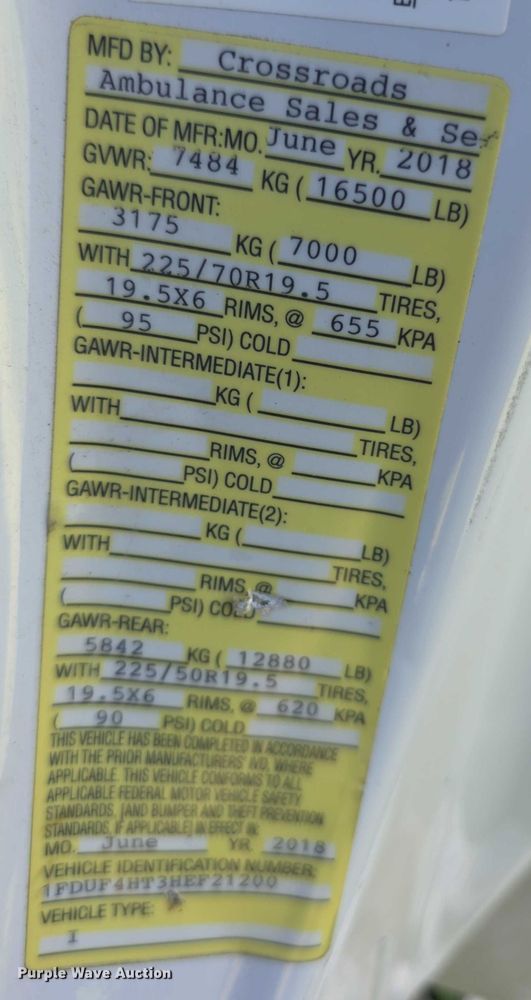 MFD BY: Crossroads
Ambulance Sales & Se
DATE OF MFR:MO. June YR. 2018
GVWR: 7484 KG ( 16500 LB)
GAWR-FRONT:
3175 KG ( 7000 LB)
WITH 225/70R19.5 TIRES,
19.5X6 RIMS, @ 655 KPA
( 95 PSI) COLD
GAWR-INTERMEDIATE(1):
KG ( LB)
WITH TIRES,
RIMS, @ KPA
( PSI) COLD
GAWR-INTERMEDIATE(2):
KG ( LB)
WITH TIRES,
RIMS, @ KPA
( PSI) COLD
GAWR-REAR:
5842 KG ( 12880 LB)
WITH 225/50R19.5 TIRES,
19.5X6 RIMS, @ 620 KPA
( 90 PSI) COLD
THIS VEHICLE HAS BEEN COMPLETED IN ACCORDANCE
WITH THE PRIOR MANUFACTURERS' IVD, WHERE
APPLICABLE. THIS VEHICLE CONFORMS TO ALL
APPLICABLE FEDERAL MOTOR VEHICLE SAFETY
STANDARDS, [AND BUMPER AND THEFT PREVENTION
STANDARDS, IF APPLICABLE] IN EFFECT IN:
MO. June YR. 2018
VEHICLE IDENTIFICATION NUMBER:
1FDUF4HT3HEF21200
VEHICLE TYPE:
I
Purple Wave Auction